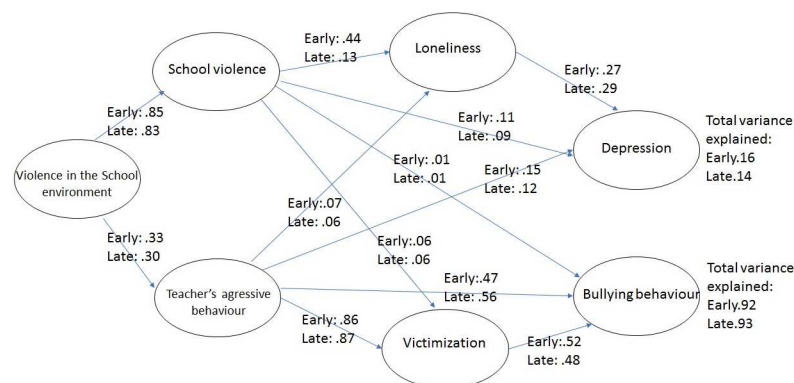 Early: .44
Late: .13
Loneliness
School violence
Early: .27
Late: .29
Early: .85
Late: .83
Early: .11
Late: .09
Total variance
explained:
Early.16
Late.14
Depression
Violence in the School
environment
Early: .01
Late: .01
Early: .15
Late: .12
Early: .07
Late: .06
Early: .33
Late: .30
Early:.06
Late: .06
Early:.47
Late: .56
Teacher's agressive
behaviour
Bullying behaviour
Total variance
explained:
Early.92
Late.93
Early: .86
Late: .87
Victimization
Early:.52
Late: .48